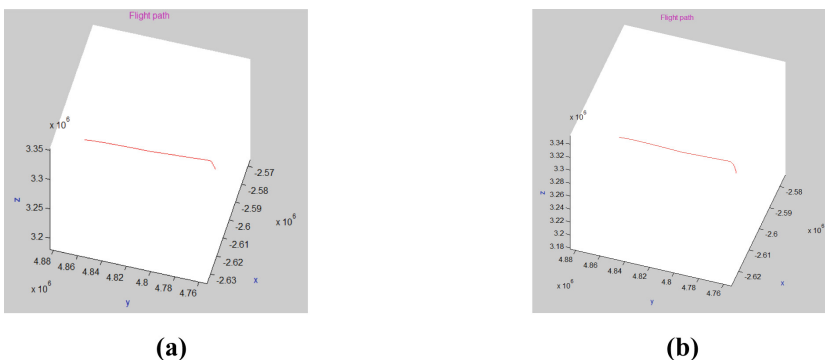 Flight path
x 10^6
3.35
3.3
3.25
3.2
z
4.88
4.86
4.84
4.82
4.8
4.78
4.76
x 10^6
y
-2.57
-2.58
-2.59
-2.6
-2.61
-2.62
-2.63
x 10^6
x
(a)
Flight path
x 10^6
3.34
3.32
3.3
3.28
3.26
3.24
3.22
3.2
3.18
z
4.88
4.86
4.84
4.82
4.8
4.78
4.76
x 10^6
y
-2.58
-2.59
-2.6
-2.61
-2.62
x 10^6
x
(b)